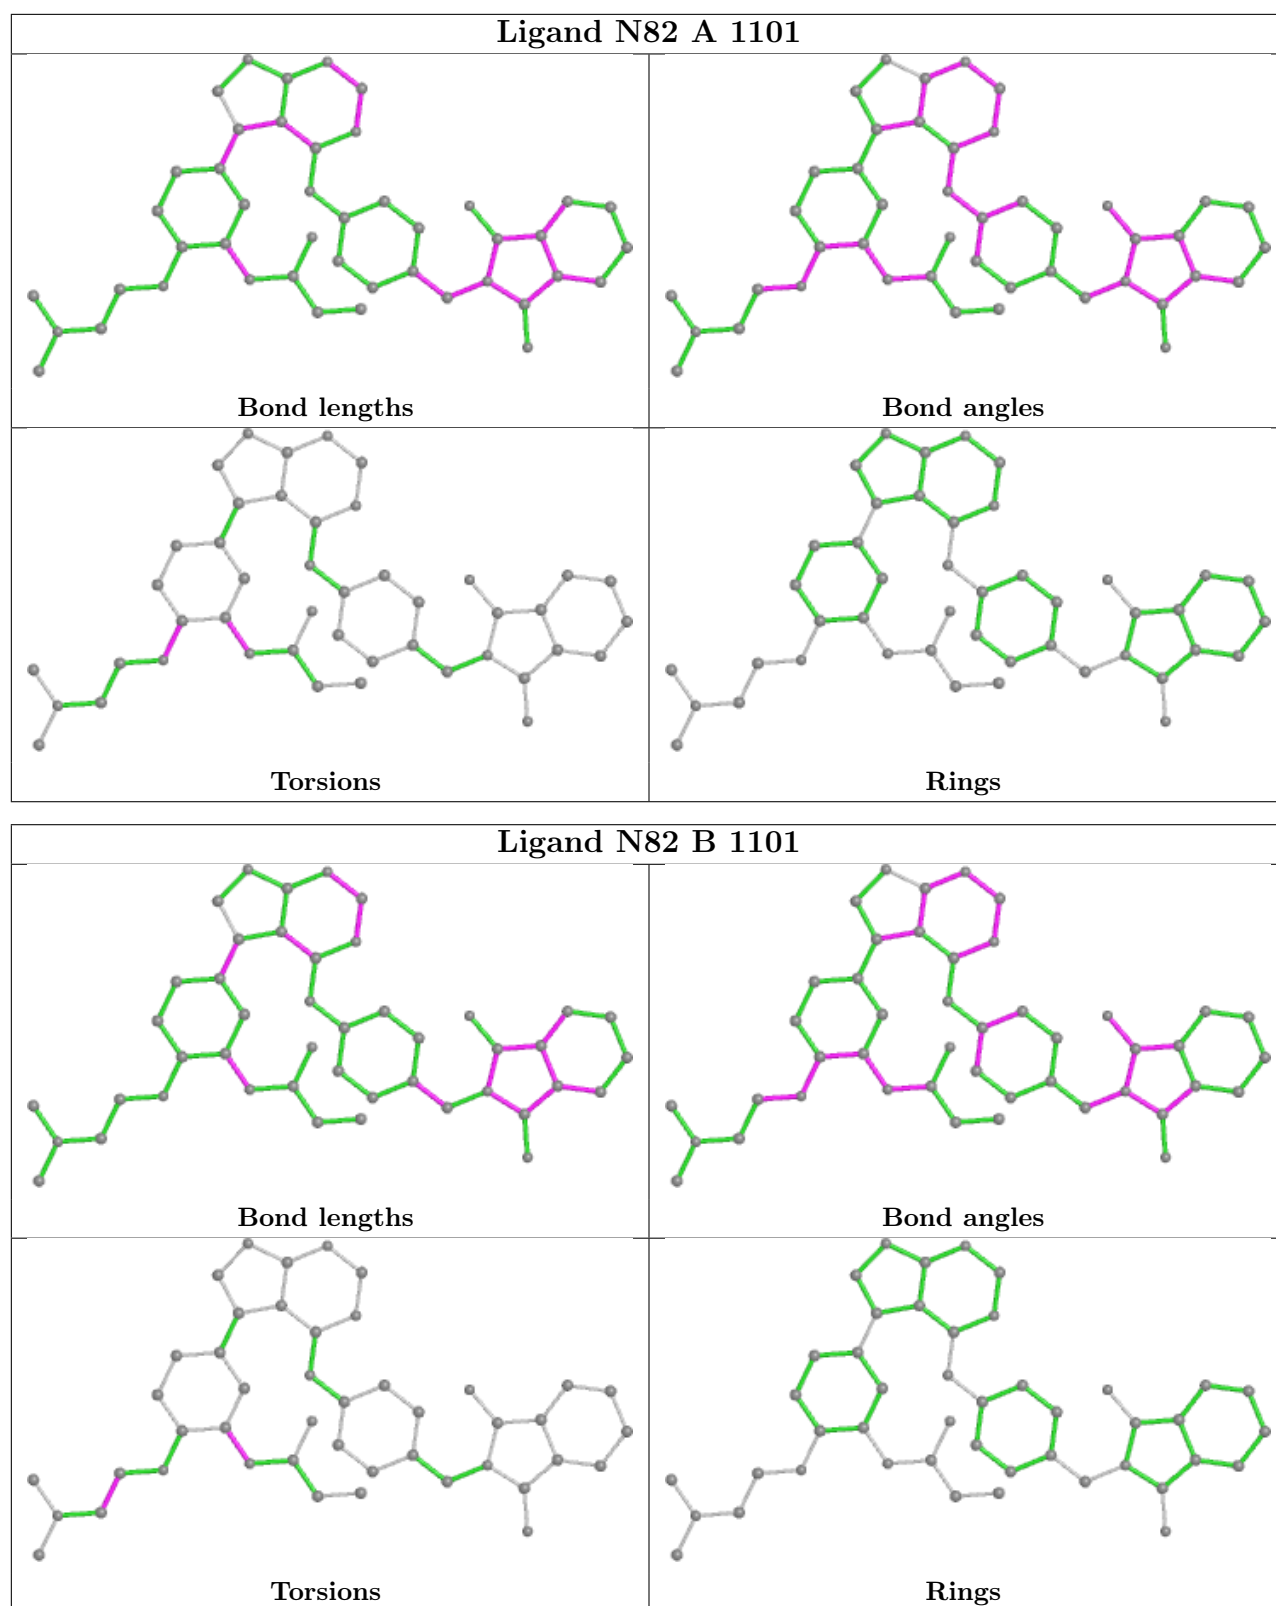 Ligand N82 A 1101
Bond lengths
Bond angles
Torsions
Rings
Ligand N82 B 1101
Bond lengths
Bond angles
Torsions
Rings